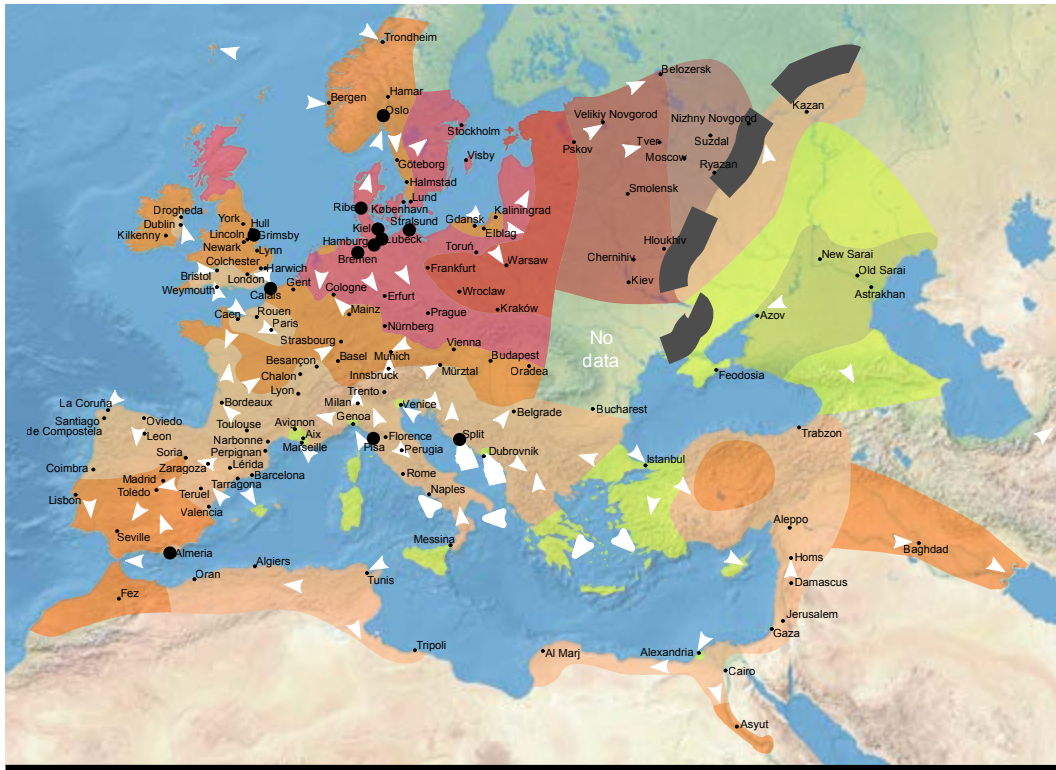 Trondheim
Belozersk
Bergen
Hamar
Oslo
Kazan
Velikiy Novgorod
Nizhny Novgorod
Stockholm
Pskov
Tver
Suzdal
Moscow
Ryazan
Visby
Göteborg
Halmstad
Smolensk
Lund
København
Ribe
Drogheda
Dublin
Kilkenny
York
Hull
Lincoln
Grimsby
Newark
Lynn
Kiel
Stralsund
Hamburg
Lubeck
Bremen
Gdansk
Kaliningrad
Elblag
Toruń
Warsaw
Hloukhiv
Chernihiv
Kiev
New Sarai
Old Sarai
Astrakhan
Colchester
Harwich
Bristol
London
Weymouth
Calais
Gent
Cologne
Frankfurt
Erfurt
Wroclaw
Caen
Rouen
Paris
Mainz
Prague
Kraków
Nürnberg
Azov
No
data
Strasbourg
Besançon
Basel
Munich
Vienna
Budapest
Chalon
Innsbruck
Mürztal
Oradea
Feodosia
Lyon
Trento
Milan
Venice
Belgrade
Bucharest
La Coruña
Santiago
de Compostela
Oviedo
Leon
Bordeaux
Toulouse
Avignon
Aix
Marseille
Genoa
Pisa
Florence
Perugia
Split
Dubrovnik
Trabzon
Narbonne
Perpignan
Soria
Coimbra
Zaragoza
Lérida
Barcelona
Madrid
Tarragona
Toledo
Teruel
Lisbon
Valencia
Rome
Naples
Istanbul
Seville
Almeria
Messina
Aleppo
Baghdad
Algiers
Oran
Tunis
Homs
Damascus
Fez
Tripoli
Al Marj
Alexandria
Jerusalem
Gaza
Cairo
Asyut